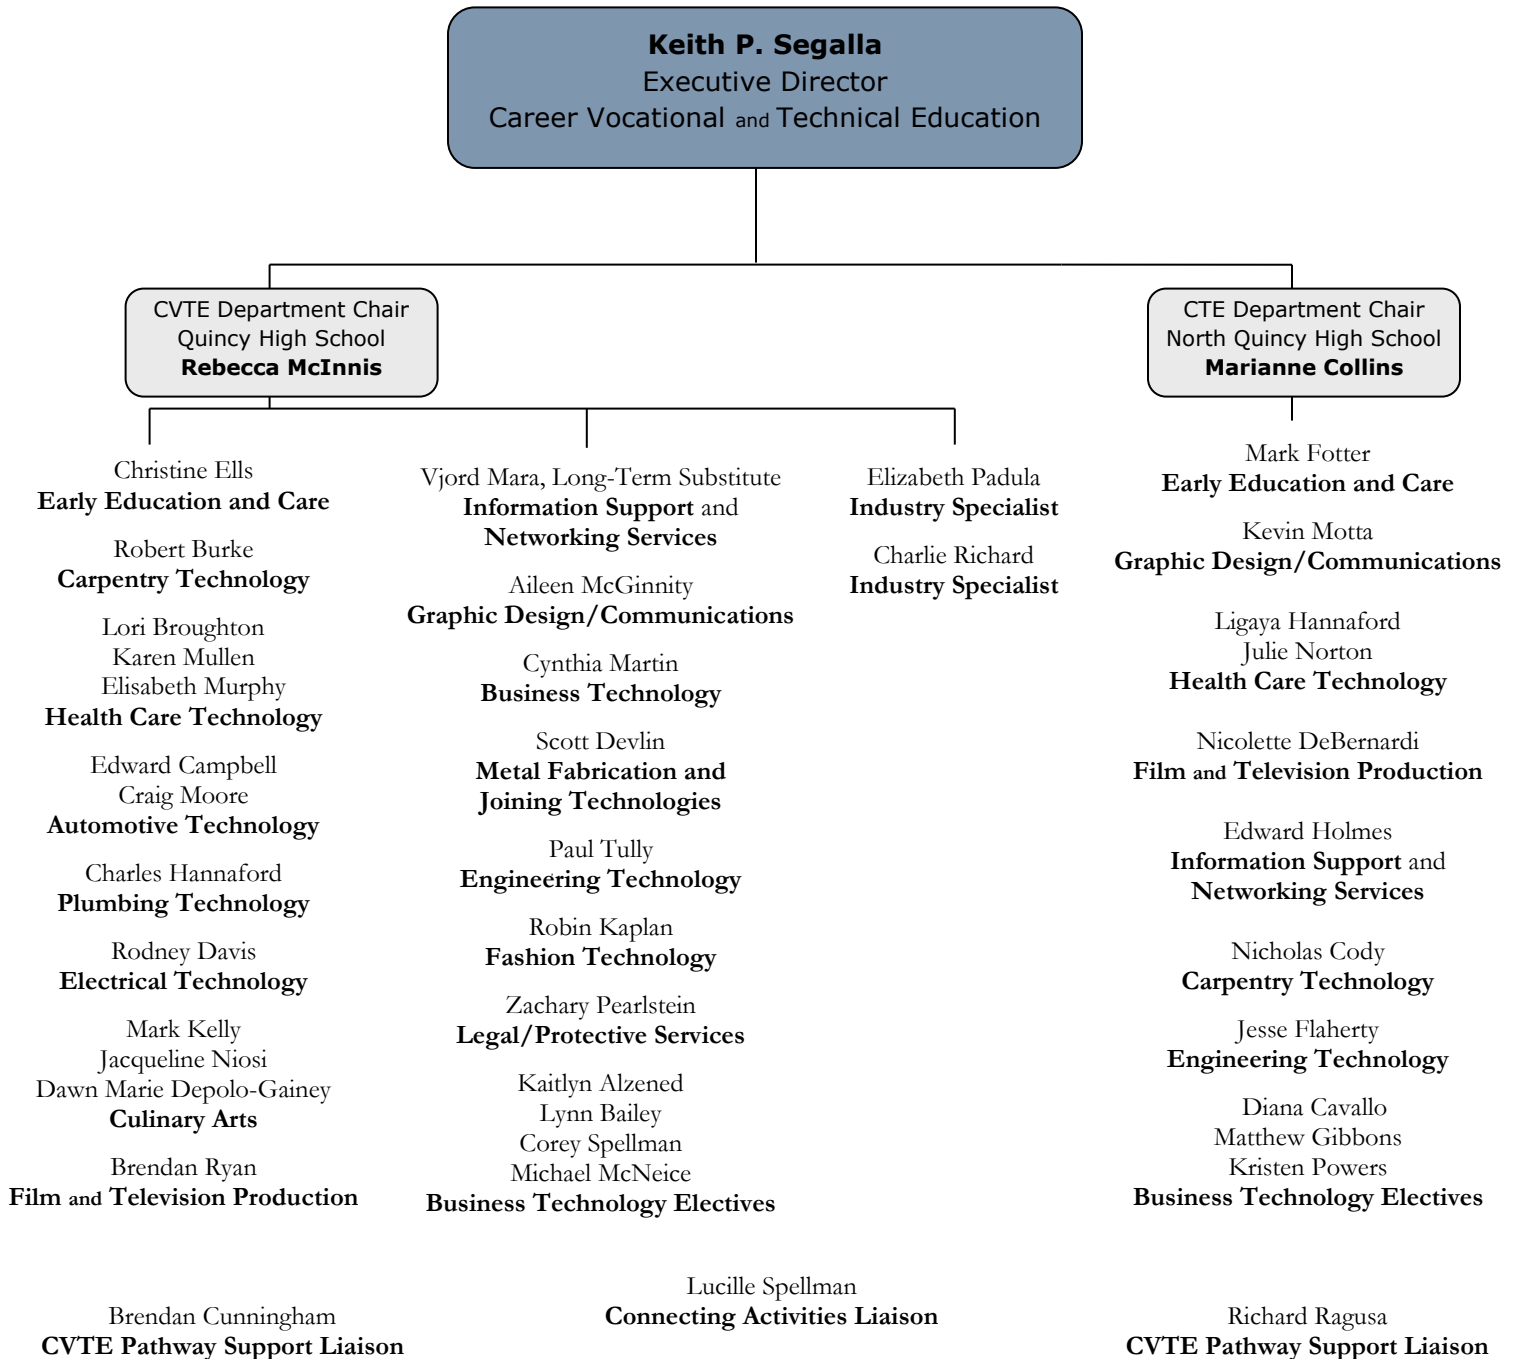 Keith P. Segalla
Executive Director
Career Vocational and Technical Education
CVTE Department Chair
Quincy High School
Rebecca McInnis
CTE Department Chair
North Quincy High School
Marianne Collins
Christine Ells
Early Education and Care
Robert Burke
Carpentry Technology
Lori Broughton
Karen Mullen
Elisabeth Murphy
Health Care Technology
Edward Campbell
Craig Moore
Automotive Technology
Charles Hannaford
Plumbing Technology
Rodney Davis
Electrical Technology
Mark Kelly
Jacqueline Niosi
Dawn Marie Depolo-Gainey
Culinary Arts
Brendan Ryan
Film and Television Production
Vjord Mara, Long-Term Substitute
Information Support and
Networking Services
Aileen McGinnity
Graphic Design/Communications
Cynthia Martin
Business Technology
Scott Devlin
Metal Fabrication and
Joining Technologies
Paul Tully
Engineering Technology
Robin Kaplan
Fashion Technology
Zachary Pearlstein
Legal/Protective Services
Kaitlyn Alzened
Lynn Bailey
Corey Spellman
Michael McNeice
Business Technology Electives
Elizabeth Padula
Industry Specialist
Charlie Richard
Industry Specialist
Mark Fotter
Early Education and Care
Kevin Motta
Graphic Design/Communications
Ligaya Hannaford
Julie Norton
Health Care Technology
Nicolette DeBernardi
Film and Television Production
Edward Holmes
Information Support and
Networking Services
Nicholas Cody
Carpentry Technology
Jesse Flaherty
Engineering Technology
Diana Cavallo
Matthew Gibbons
Kristen Powers
Business Technology Electives
Brendan Cunningham
CVTE Pathway Support Liaison
Lucille Spellman
Connecting Activities Liaison
Richard Ragusa
CVTE Pathway Support Liaison